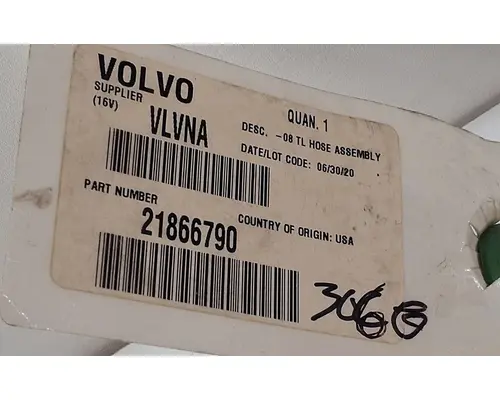 VOLVO
SUPPLIER
(16V)
VLVNA
QUAN. 1
DESC. -08 TL HOSE ASSEMBLY
DATE/LOT CODE: 06/30/20
PART NUMBER
21866790
COUNTRY OF ORIGIN: USA